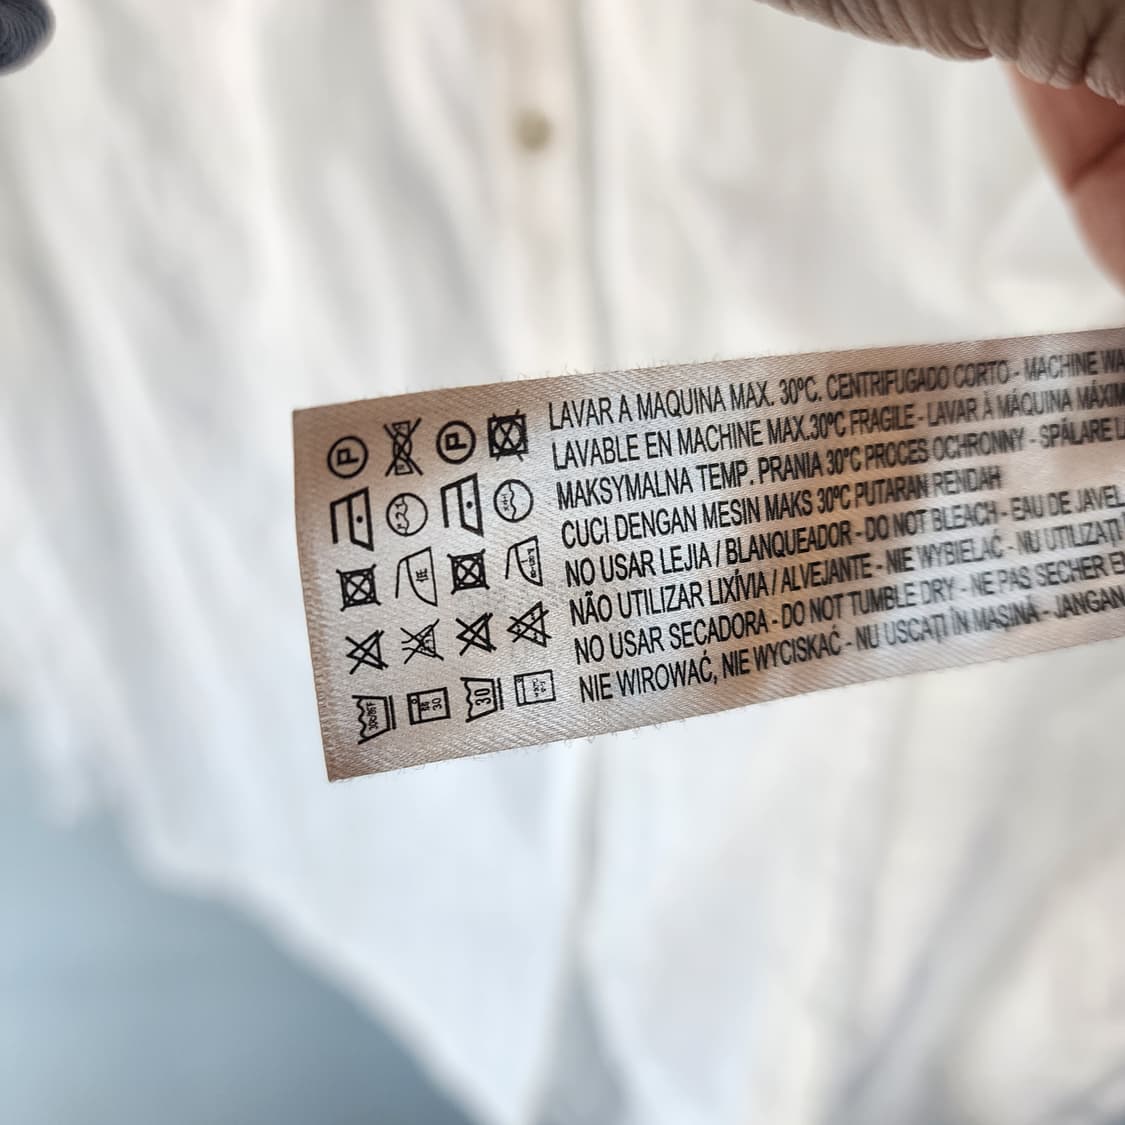 LAVAR A MAQUINA MAX. 30ºC. CENTRIFUGADO CORTO - MACHINE WA
LAVABLE EN MACHINE MAX.30ºC FRAGILE - LAVAR À MÁQUINA MÁXIM
MAKSYMALNA TEMP. PRANIA 30°C PROCES OCHRONNY - SPĂLARE L
CUCI DENGAN MESIN MAKS 30ºC PUTARAN RENDAH
NO USAR LEJIA / BLANQUEADOR - DO NOT BLEACH - EAU DE JAVEL
NÃO UTILIZAR LIXÍVIA / ALVEJANTE - NIE WYBIELAĆ - NU UTILIZAȚI
NO USAR SECADORA - DO NOT TUMBLE DRY - NE PAS SECHER EN
NIE WIROWAĆ, NIE WYCISKAĆ - NU USCAȚI ÎN MAȘINĂ - JANGAN
P P
30
30